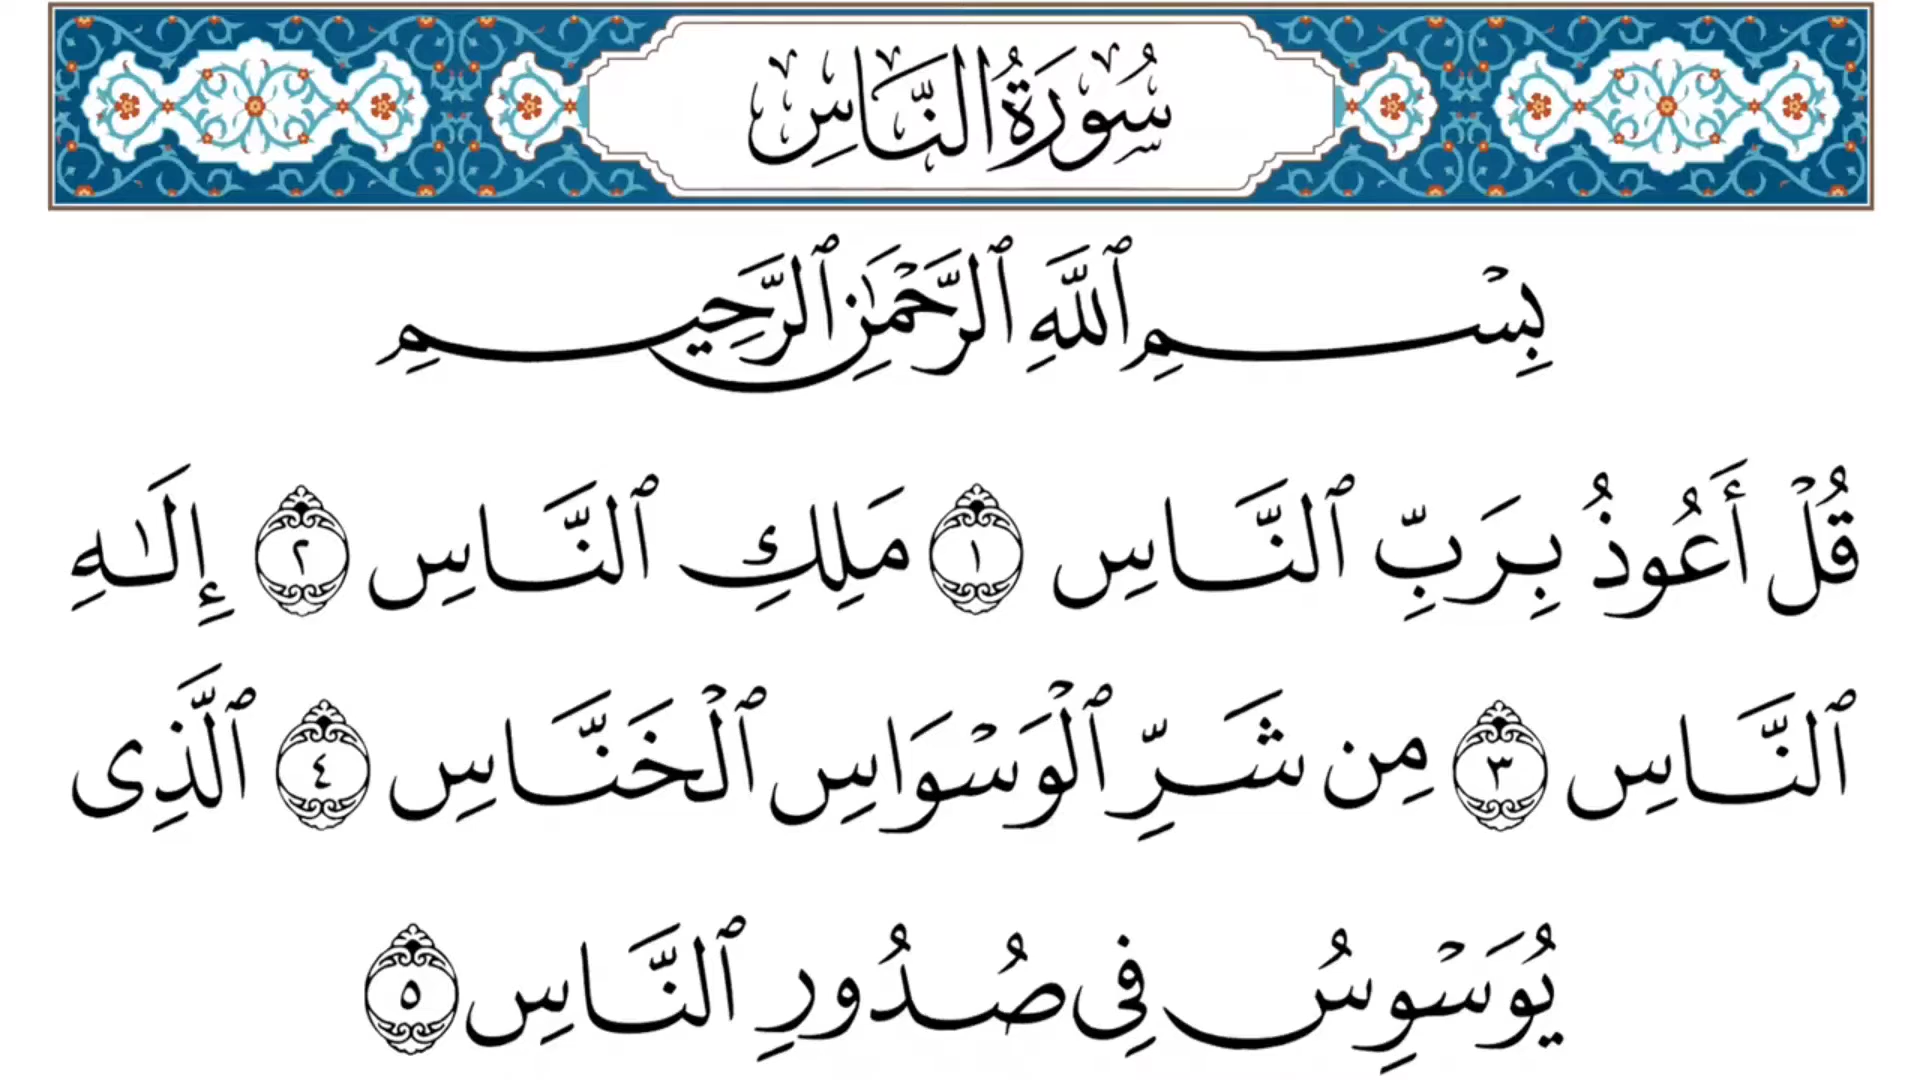 سُورَةُ النَّاسِ
بِسْمِ ٱللَّهِ ٱلرَّحْمَـٰنِ ٱلرَّحِيمِ
قُلْ أَعُوذُ بِرَبِّ ٱلنَّاسِ ١ مَلِكِ ٱلنَّاسِ ٢ إِلَـٰهِ
ٱلنَّاسِ ٣ مِن شَرِّ ٱلْوَسْوَاسِ ٱلْخَنَّاسِ ٤ ٱلَّذِى
يُوَسْوِسُ فِى صُدُورِ ٱلنَّاسِ ٥